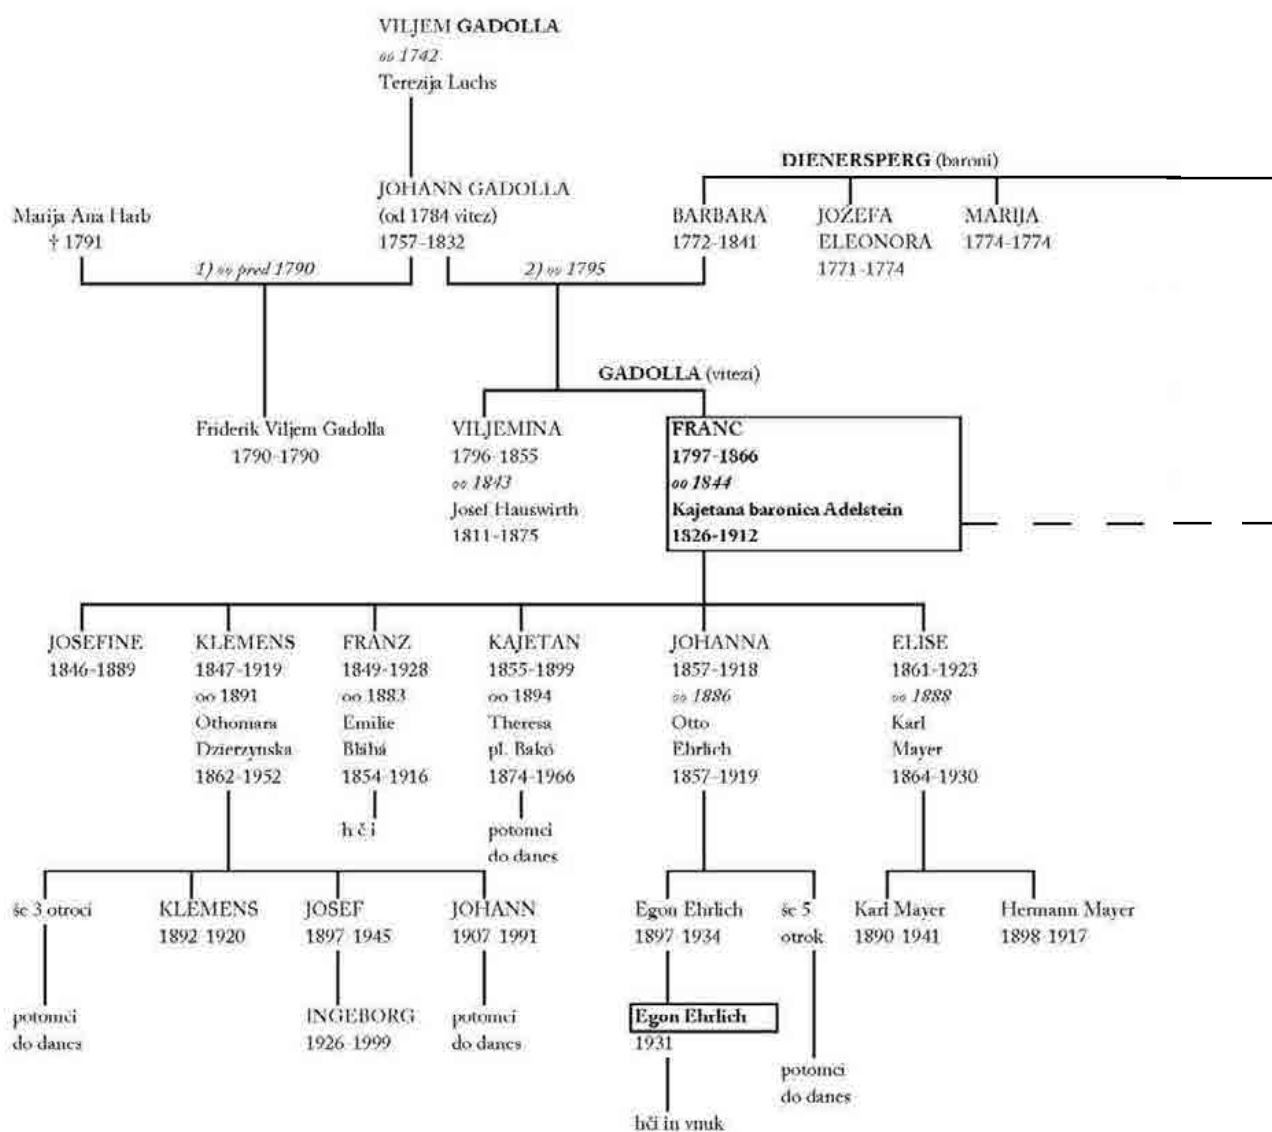 VILJEM GADOLLA
oo 1742
Terezija Luchs
DIENERSPERG (baroni)
Marija Ana Harb
† 1791
JOHANN GADOLLA
(od 1784 vitez)
1757-1832
BARBARA
1772-1841
JOZEFA
ELEONORA
1771-1774
MARIJA
1774-1774
1) oo pred 1790
2) oo 1795
GADOLLA (vitezi)
Friderik Viljem Gadolla
1790-1790
VILJEMINA
1796-1855
oo 1843
Josef Hauswirth
1811-1875
FRANC
1797-1866
oo 1844
Kajetana baronica Adelstein
1826-1912
JOSEFINE
1846-1889
KLEMENS
1847-1919
oo 1891
Othomara
Dzierzynska
1862-1952
FRANZ
1849-1928
oo 1883
Emilie
Bláhá
1854-1916
KAJETAN
1855-1899
oo 1894
Theresa
pl. Bakó
1874-1966
JOHANNA
1857-1918
oo 1886
Otto
Ehrlich
1857-1919
ELISE
1861-1923
oo 1888
Karl
Mayer
1864-1930
h č i
potomci
do danes
še 3 otroci
KLEMENS
1892-1920
JOSEF
1897-1945
JOHANN
1907-1991
Egon Ehrlich
1897-1934
še 5
otrok
Karl Mayer
1890-1941
Hermann Mayer
1898-1917
potomci
do danes
INGEBORG
1926-1999
potomci
do danes
Egon Ehrlich
1931
potomci
do danes
hči in vnuk